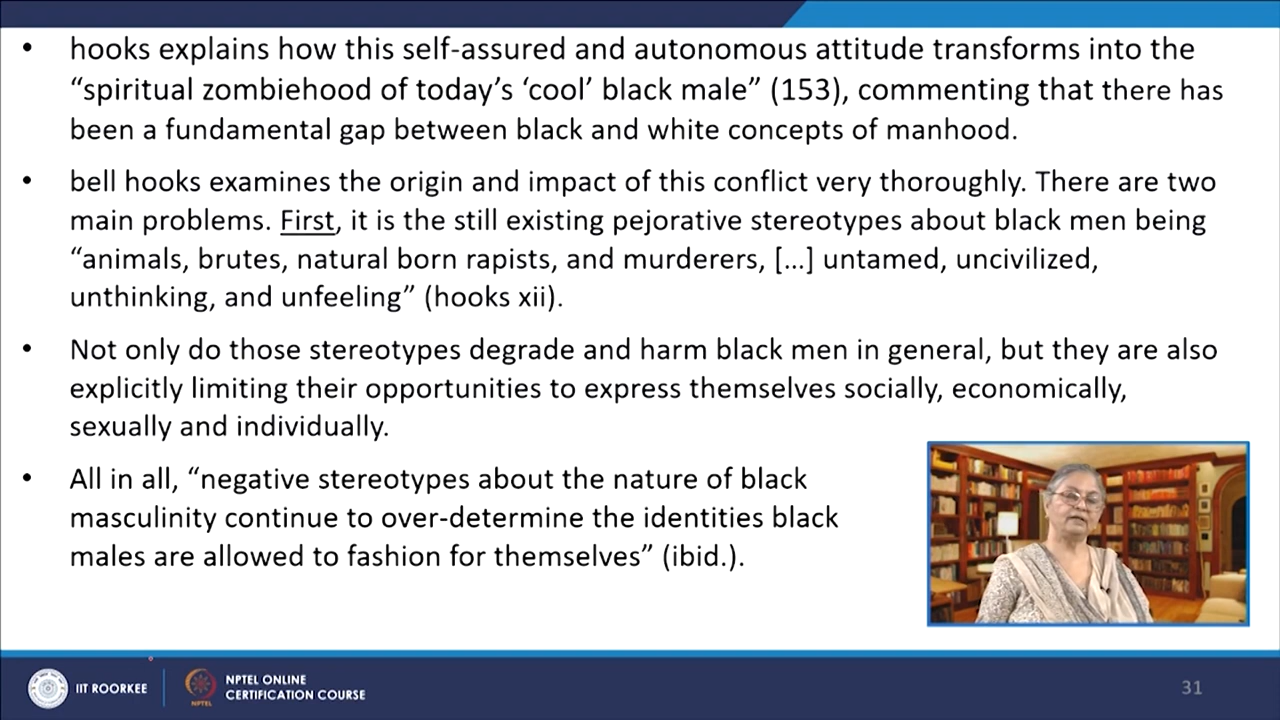 • hooks explains how this self-assured and autonomous attitude transforms into the
“spiritual zombiehood of today’s ‘cool’ black male” (153), commenting that there has
been a fundamental gap between black and white concepts of manhood.
• bell hooks examines the origin and impact of this conflict very thoroughly. There are two
main problems. First, it is the still existing pejorative stereotypes about black men being
“animals, brutes, natural born rapists, and murderers, [...] untamed, uncivilized,
unthinking, and unfeeling” (hooks xii).
• Not only do those stereotypes degrade and harm black men in general, but they are also
explicitly limiting their opportunities to express themselves socially, economically,
sexually and individually.
• All in all, “negative stereotypes about the nature of black
masculinity continue to over-determine the identities black
males are allowed to fashion for themselves” (ibid.).
IIT ROORKEE
NPTEL
NPTEL ONLINE
CERTIFICATION COURSE
31